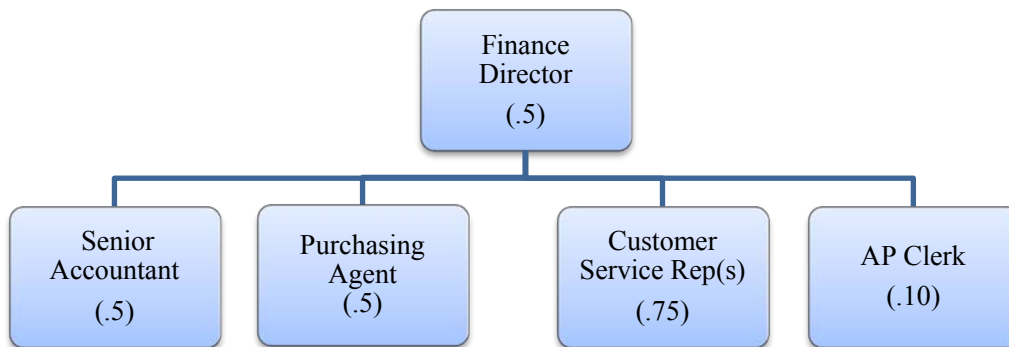 Finance
Director
(.5)
Senior
Accountant
(.5)
Purchasing
Agent
(.5)
Customer
Service Rep(s)
(.75)
AP Clerk
(.10)